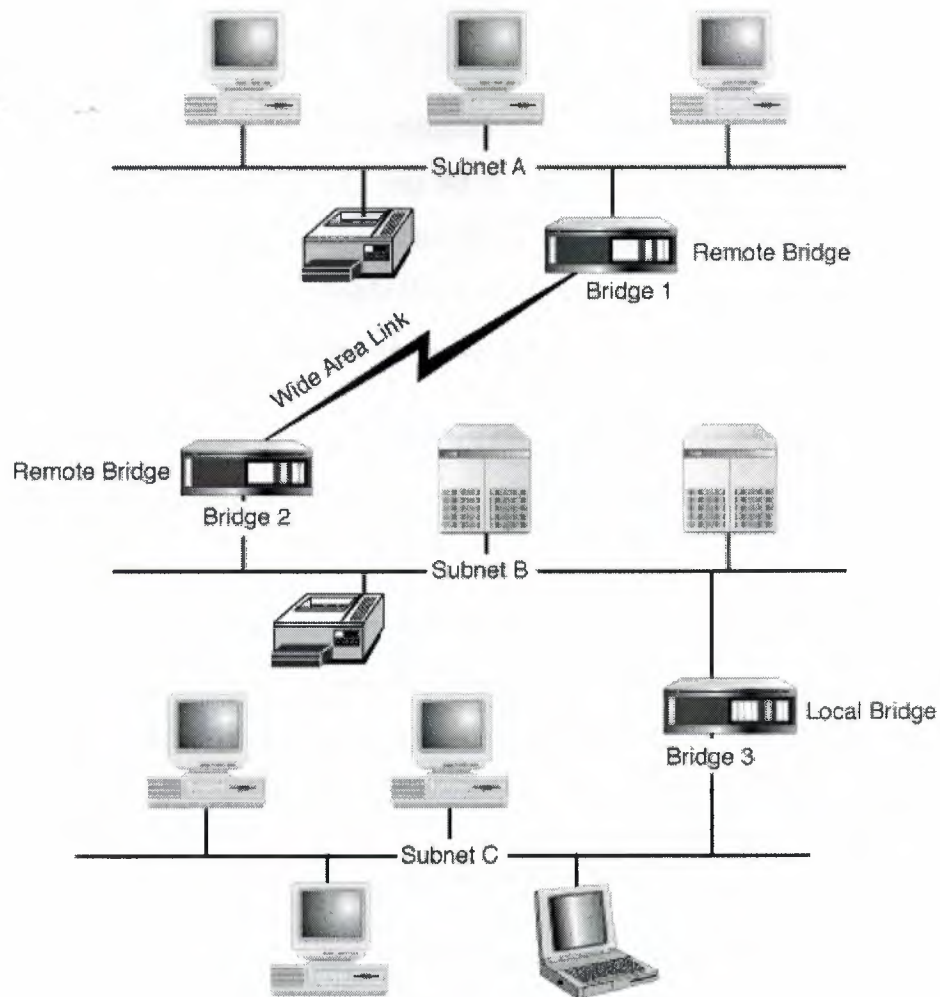 Subnet A
Remote Bridge
Bridge 1
Wide Area Link
Remote Bridge
Bridge 2
Subnet B
Local Bridge
Bridge 3
Subnet C